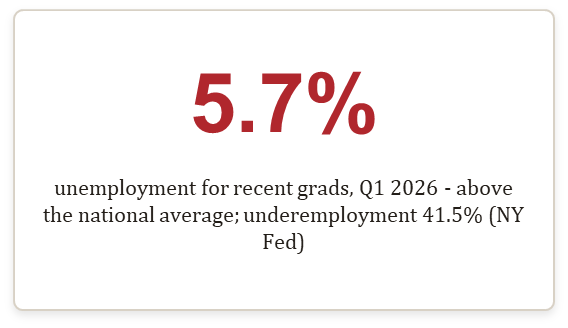 5.7%
unemployment for recent grads, Q1 2026 - above
the national average; underemployment 41.5% (NY
Fed)